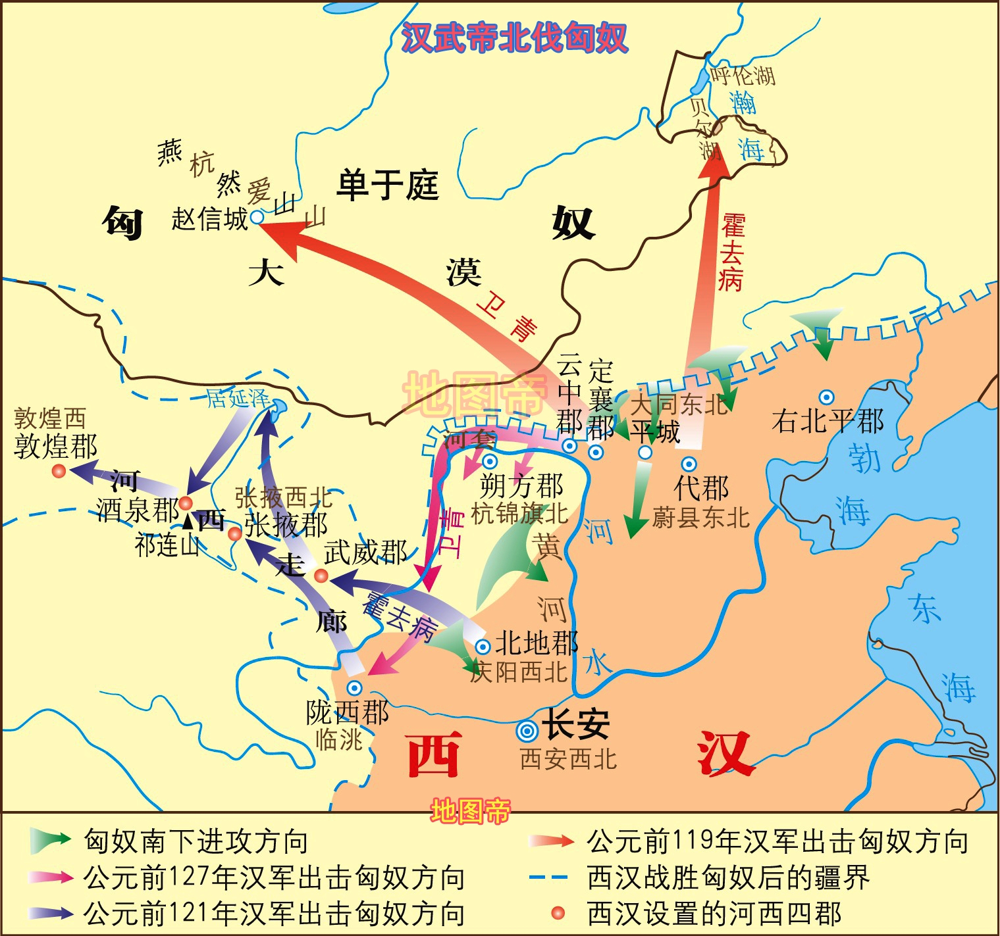 汉武帝北伐匈奴
呼伦湖
贝尔湖
瀚海
燕然山
杭爱山
单于庭
赵信城
匈奴
大漠
霍去病
卫青
地图帝
云中郡
定襄郡
大同东北
平城
右北平郡
居延泽
敦煌西
敦煌郡
河西走廊
酒泉郡
祁连山
张掖西北
张掖郡
武威郡
河套
朔方郡
杭锦旗北
卫青
代郡
蔚县东北
渤海
黄河
河水
霍去病
北地郡
庆阳西北
陇西郡
临洮
长安
西安西北
西汉
东海
地图帝
匈奴南下进攻方向
公元前127年汉军出击匈奴方向
公元前121年汉军出击匈奴方向
公元前119年汉军出击匈奴方向
西汉战胜匈奴后的疆界
西汉设置的河西四郡